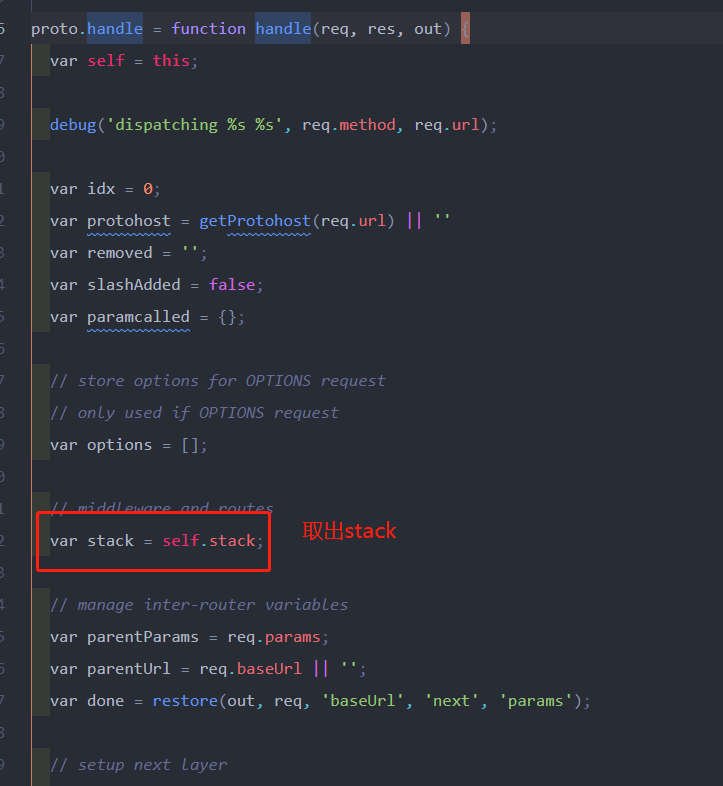 6 proto.handle = function handle(req, res, out) {
7 var self = this;
8
9 debug('dispatching %s %s', req.method, req.url);
0
1 var idx = 0;
2 var protohost = getProtohost(req.url) || ''
3 var removed = '';
4 var slashAdded = false;
5 var paramcalled = {};
6
7 // store options for OPTIONS request
8 // only used if OPTIONS request
9 var options = [];
0
1 // middleware and routes
2 var stack = self.stack; 取出stack
3
4 // manage inter-router variables
5 var parentParams = req.params;
6 var parentUrl = req.baseUrl || '';
7 var done = restore(out, req, 'baseUrl', 'next', 'params');
8
9 // setup next layer